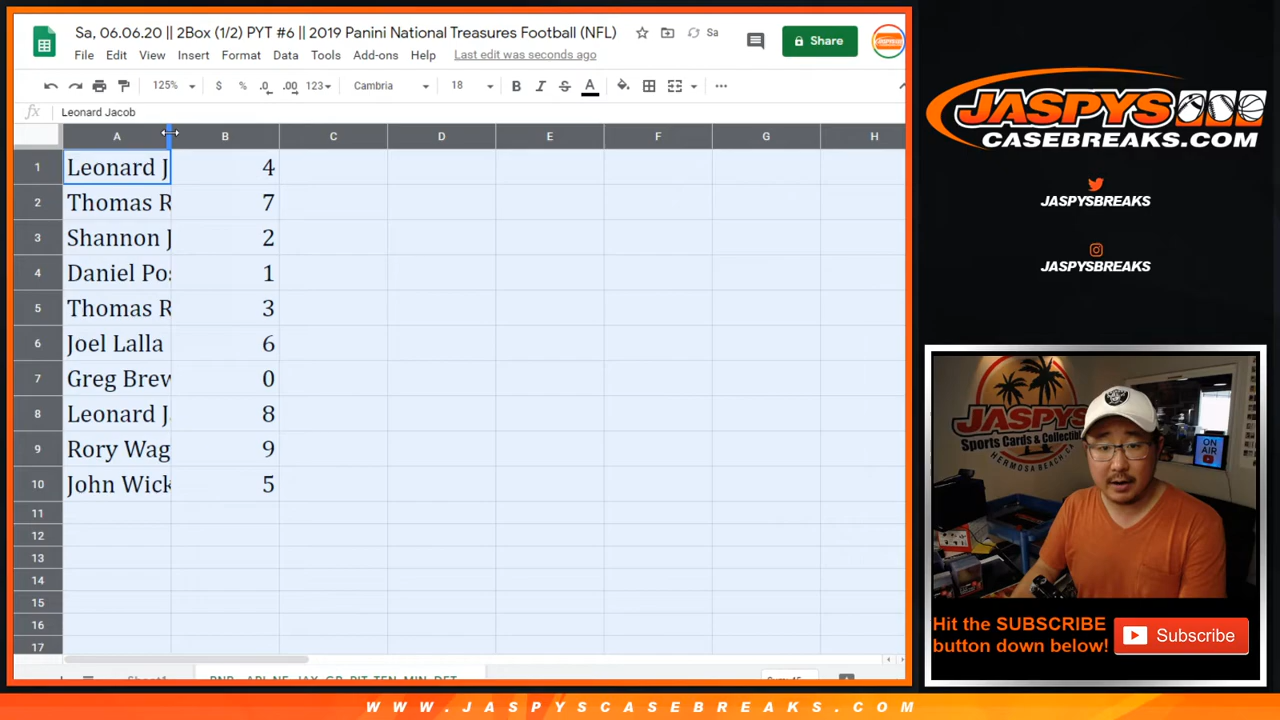 Sa, 06.06.20 || 2Box (1/2) PYT #6 || 2019 Panini National Treasures Football (NFL) Sa
File Edit View Insert Format Data Tools Add-ons Help Last edit was seconds ago
Share
125% $ % .0 .00 123 Cambria 18 B I S A
fx Leonard Jacob
A B C D E F G H
1 Leonard J 4
2 Thomas R 7
3 Shannon J 2
4 Daniel Pos 1
5 Thomas R 3
6 Joel Lalla 6
7 Greg Brew 0
8 Leonard J 8
9 Rory Wag 9
10 John Wick 5
11
12
13
14
15
16
17
JASPYS
CASEBREAKS.COM
JASPYSBREAKS
JASPYSBREAKS
JASPYS
Sports Cards & Collectib
HERMOSA BEACH, CA
ON AIR
Hit the SUBSCRIBE
button down below!
Subscribe
WWW.JASPYSCASEBREAKS.COM